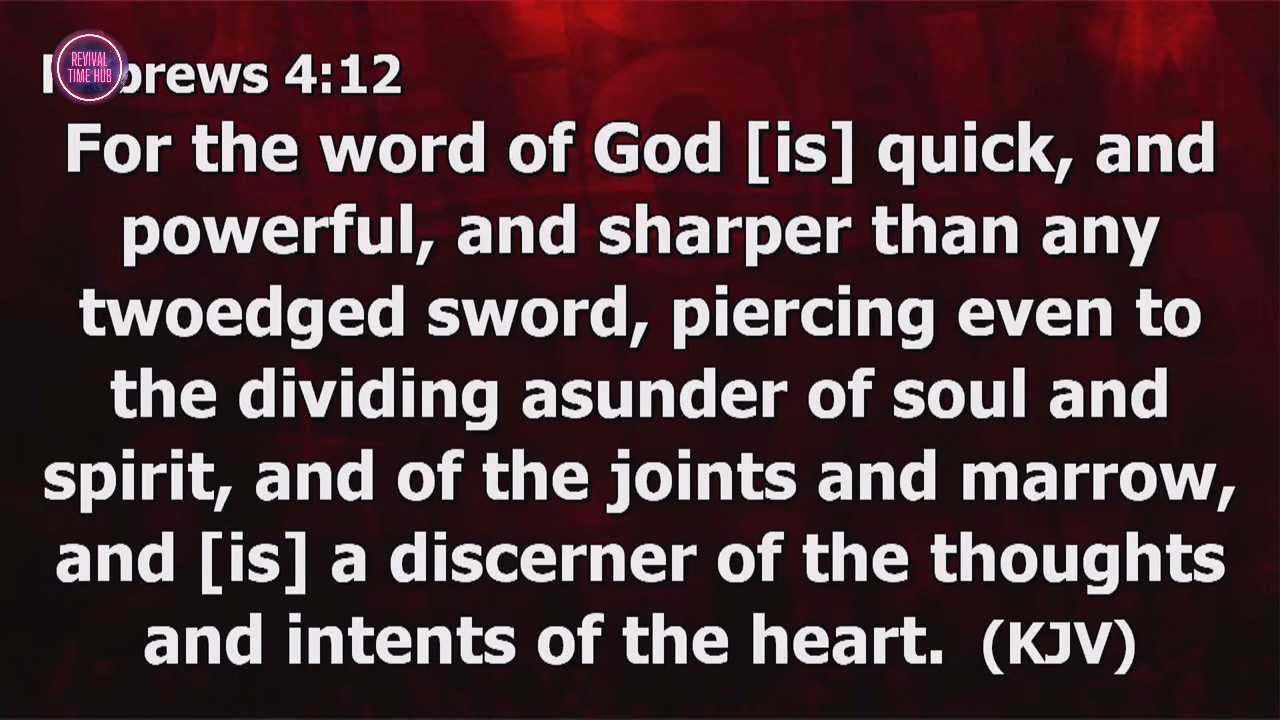 REVIVAL
TIME HUB
brews 4:12
For the word of God [is] quick, and
powerful, and sharper than any
twoedged sword, piercing even to
the dividing asunder of soul and
spirit, and of the joints and marrow,
and [is] a discerner of the thoughts
and intents of the heart. (KJV)